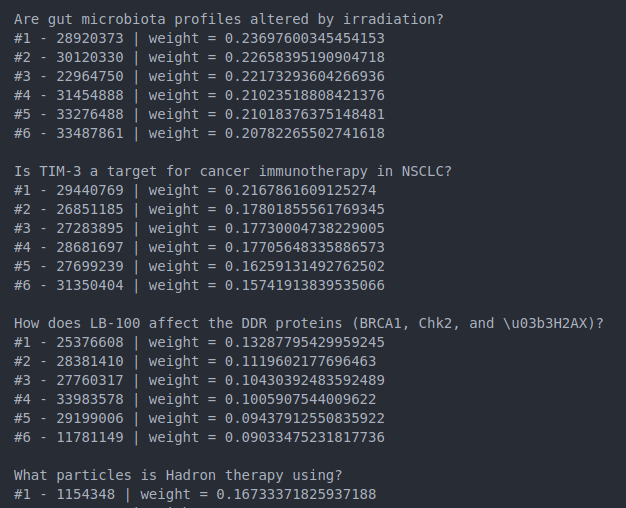 Are gut microbiota profiles altered by irradiation?
#1 - 28920373 | weight = 0.23697600345454153
#2 - 30120330 | weight = 0.22658395190904718
#3 - 22964750 | weight = 0.22173293604266936
#4 - 31454888 | weight = 0.21023518808421376
#5 - 33276488 | weight = 0.21018376375148481
#6 - 33487861 | weight = 0.20782265502741618
Is TIM-3 a target for cancer immunotherapy in NSCLC?
#1 - 29440769 | weight = 0.2167861609125274
#2 - 26851185 | weight = 0.17801855561769345
#3 - 27283895 | weight = 0.17730004738229005
#4 - 28681697 | weight = 0.17705648335886573
#5 - 27699239 | weight = 0.16259131492762502
#6 - 31350404 | weight = 0.15741913839535066
How does LB-100 affect the DDR proteins (BRCA1, Chk2, and \u03b3H2AX)?
#1 - 25376608 | weight = 0.13287795429959245
#2 - 28381410 | weight = 0.1119602177696463
#3 - 27760317 | weight = 0.10430392483592489
#4 - 33983578 | weight = 0.1005907544009622
#5 - 29199006 | weight = 0.09437912550835922
#6 - 11781149 | weight = 0.09033475231817736
What particles is Hadron therapy using?
#1 - 1154348 | weight = 0.16733371825937188